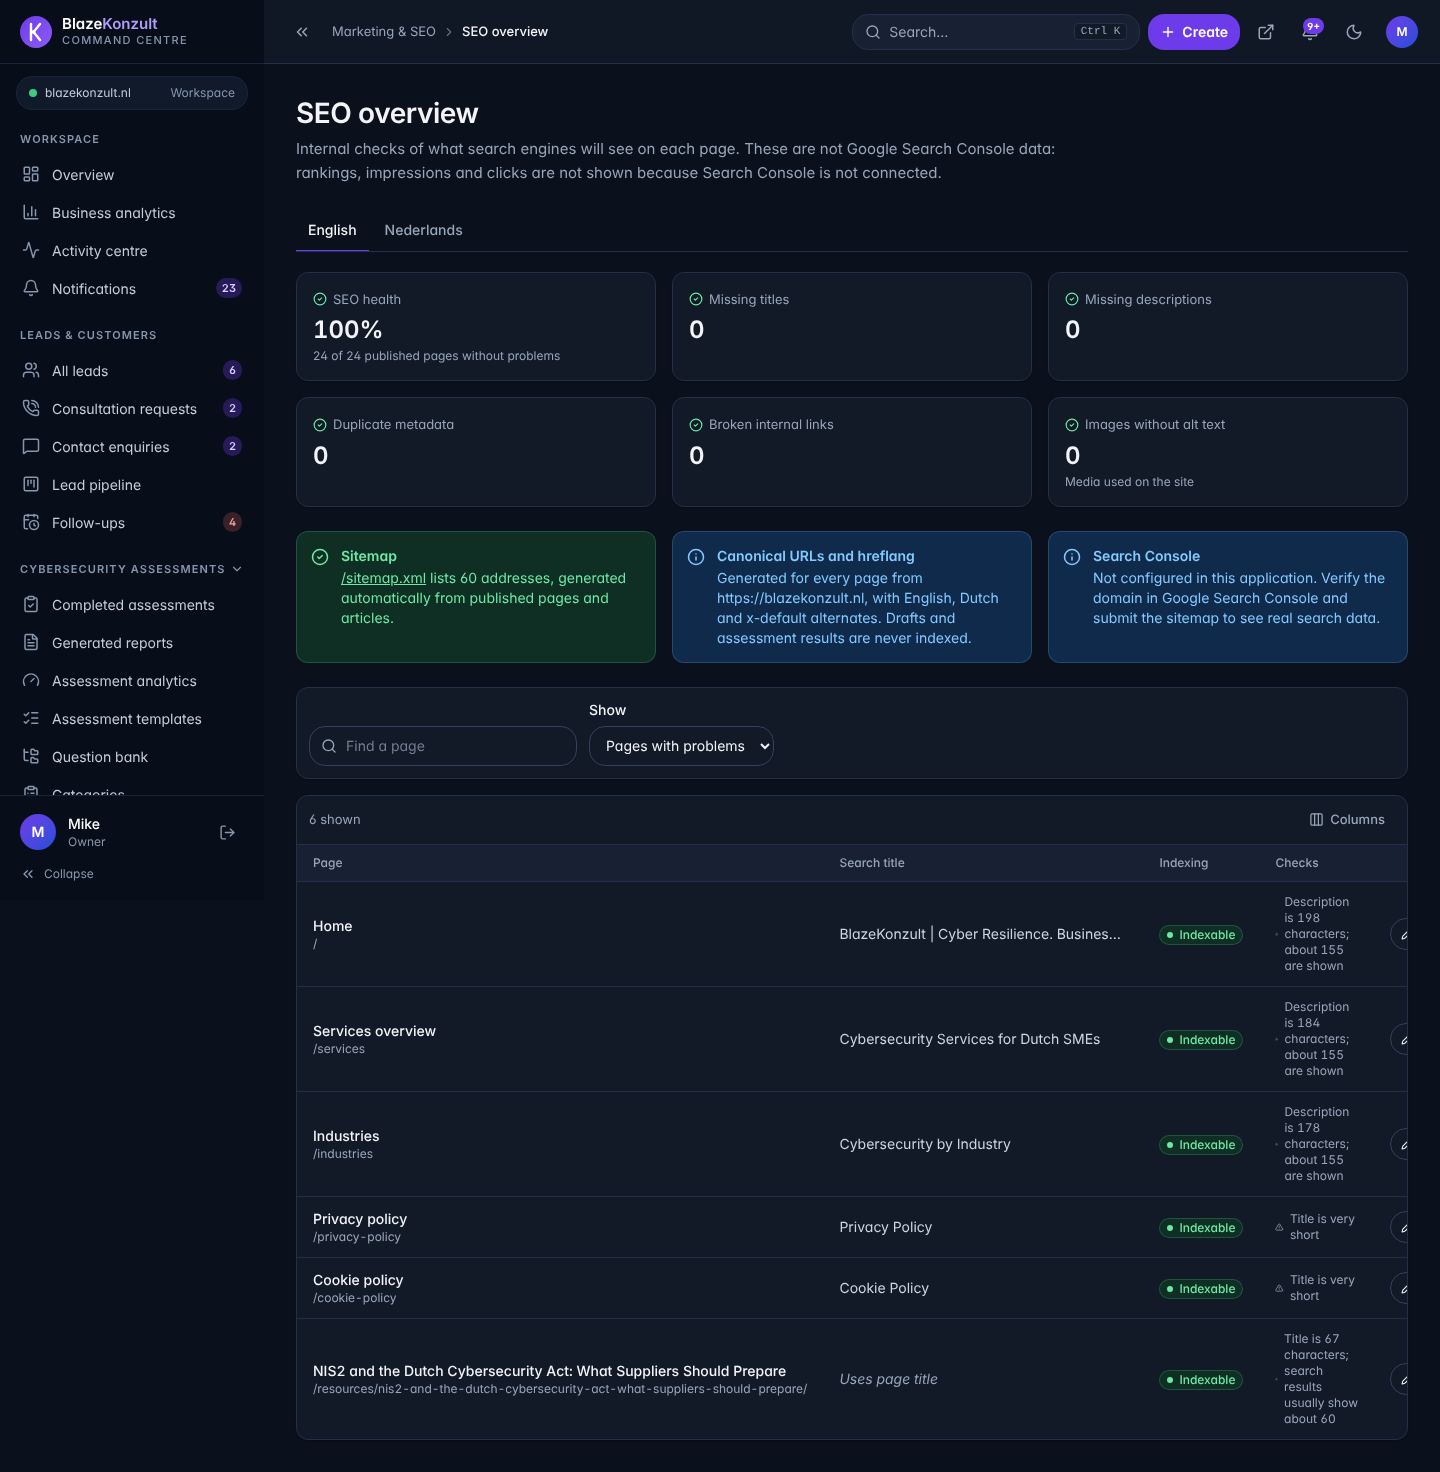 BlazeKonzult
COMMAND CENTRE
Marketing & SEO > SEO overview
Search...
Ctrl K
Create
9+
M
blazekonzult.nl
Workspace
WORKSPACE
Overview
Business analytics
Activity centre
Notifications
23
LEADS & CUSTOMERS
All leads
6
Consultation requests
2
Contact enquiries
2
Lead pipeline
Follow-ups
4
CYBERSECURITY ASSESSMENTS
Completed assessments
Generated reports
Assessment analytics
Assessment templates
Question bank
Categories
M
Mike
Owner
Collapse
SEO overview
Internal checks of what search engines will see on each page. These are not Google Search Console data:
rankings, impressions and clicks are not shown because Search Console is not connected.
English
Nederlands
SEO health
100%
24 of 24 published pages without problems
Missing titles
0
Missing descriptions
0
Duplicate metadata
0
Broken internal links
0
Images without alt text
0
Media used on the site
Sitemap
/sitemap.xml lists 60 addresses, generated
automatically from published pages and
articles.
Canonical URLs and hreflang
Generated for every page from
https://blazekonzult.nl, with English, Dutch
and x-default alternates. Drafts and
assessment results are never indexed.
Search Console
Not configured in this application. Verify the
domain in Google Search Console and
submit the sitemap to see real search data.
Show
Find a page
Pages with problems
6 shown
Columns
Page
Search title
Indexing
Checks
Home
/
BlazeKonzult | Cyber Resilience. Busines...
Indexable
Description
is 198
characters;
about 155
are shown
Services overview
/services
Cybersecurity Services for Dutch SMEs
Indexable
Description
is 184
characters;
about 155
are shown
Industries
/industries
Cybersecurity by Industry
Indexable
Description
is 178
characters;
about 155
are shown
Privacy policy
/privacy-policy
Privacy Policy
Indexable
Title is very
short
Cookie policy
/cookie-policy
Cookie Policy
Indexable
Title is very
short
NIS2 and the Dutch Cybersecurity Act: What Suppliers Should Prepare
/resources/nis2-and-the-dutch-cybersecurity-act-what-suppliers-should-prepare/
Uses page title
Indexable
Title is 67
characters;
search
results
usually show
about 60